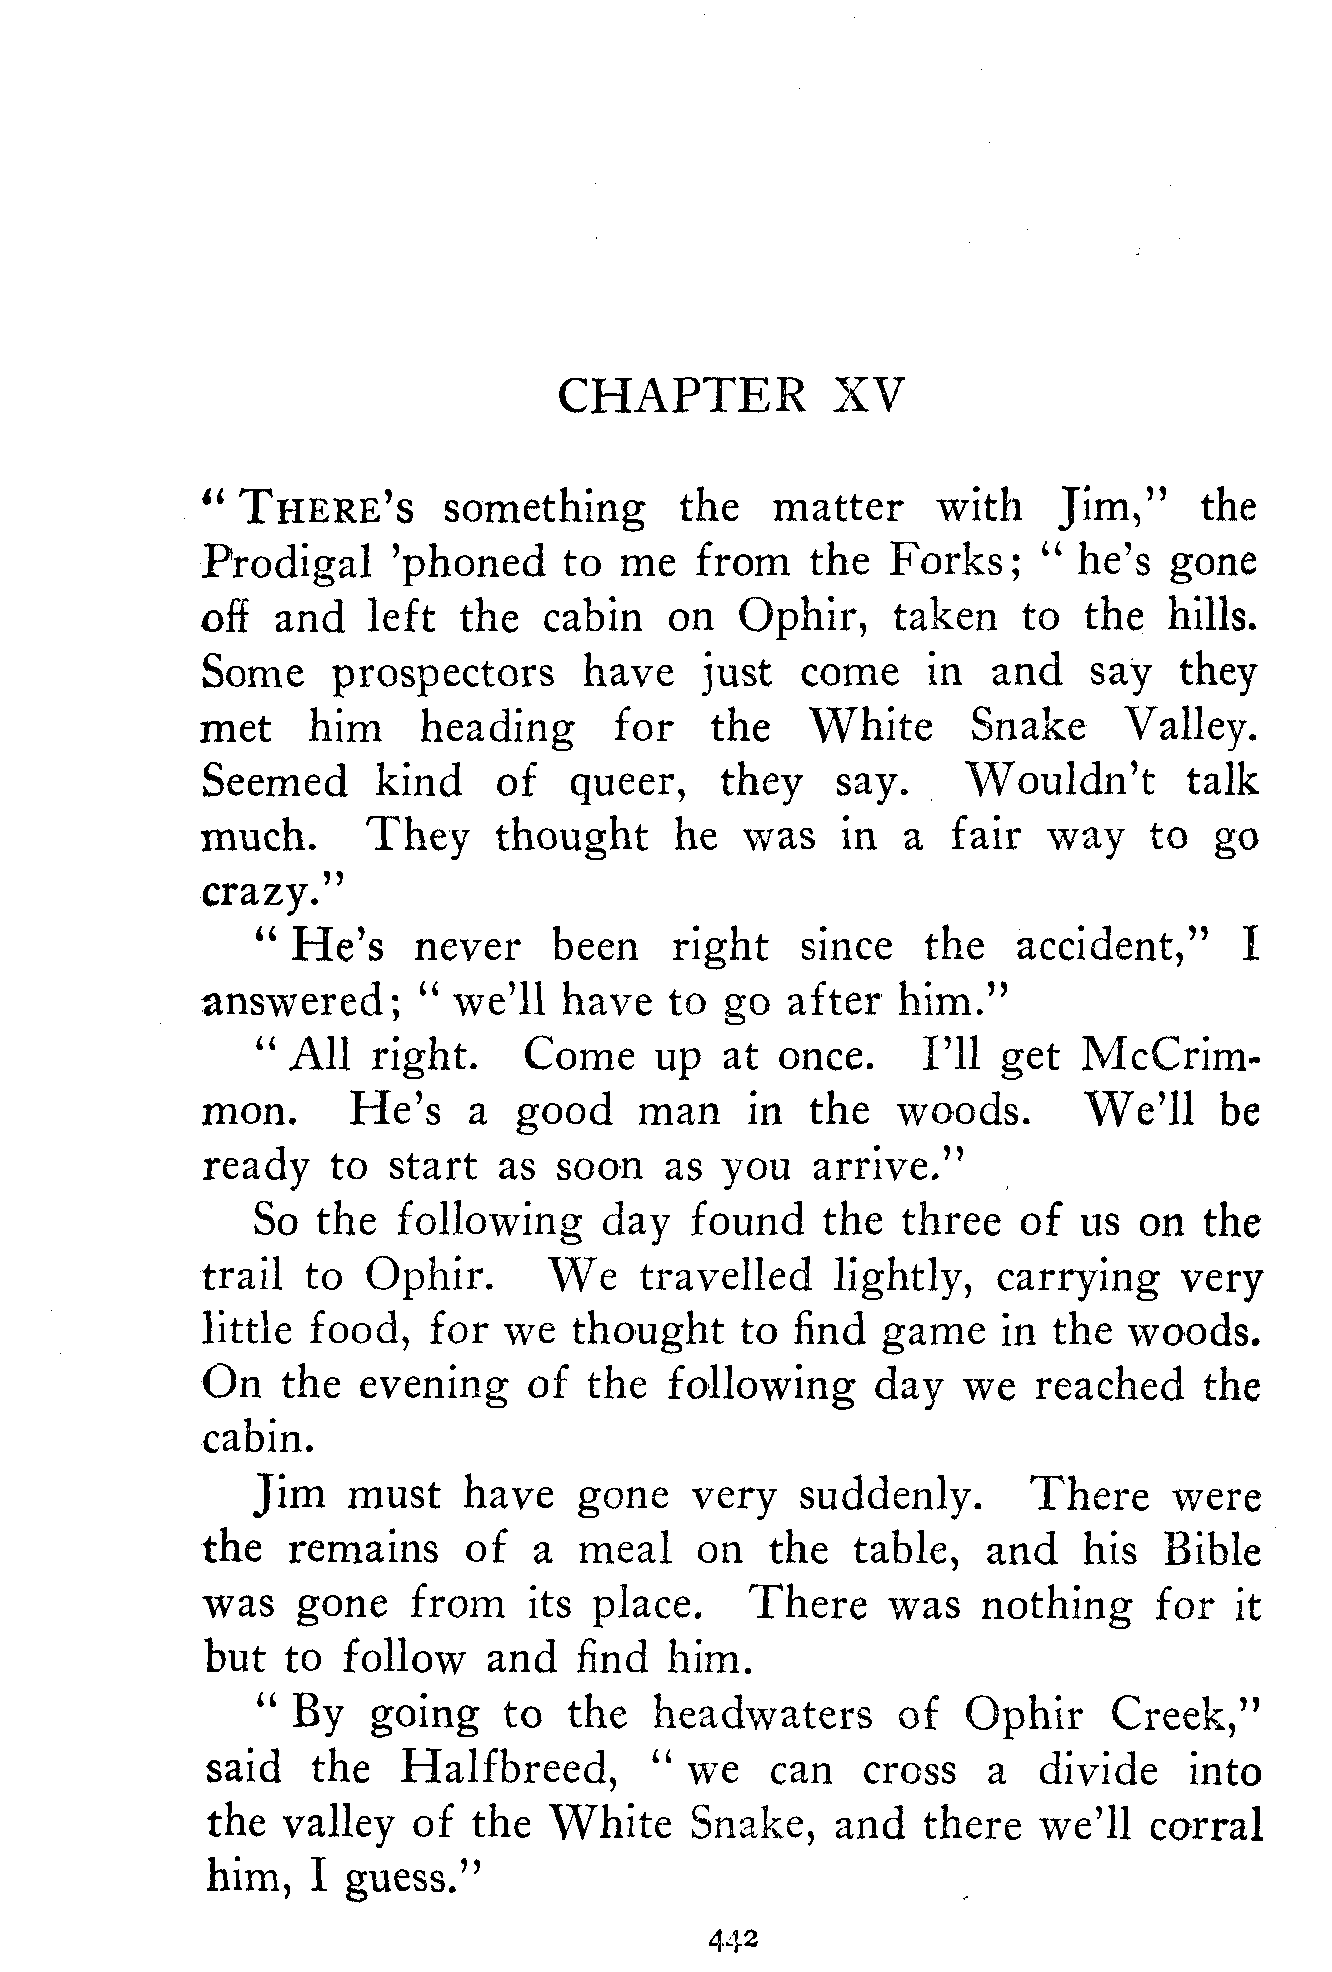 CHAPTER XV
“ THERE’S something the matter with Jim,” the
Prodigal ’phoned to me from the Forks; “ he’s gone
off and left the cabin on Ophir, taken to the hills.
Some prospectors have just come in and say they
met him heading for the White Snake Valley.
Seemed kind of queer, they say. Wouldn’t talk
much. They thought he was in a fair way to go
crazy.”
“ He’s never been right since the accident,” I
answered; “ we’ll have to go after him.”
“ All right. Come up at once. I’ll get McCrim-
mon. He’s a good man in the woods. We’ll be
ready to start as soon as you arrive.”
So the following day found the three of us on the
trail to Ophir. We travelled lightly, carrying very
little food, for we thought to find game in the woods.
On the evening of the following day we reached the
cabin.
Jim must have gone very suddenly. There were
the remains of a meal on the table, and his Bible
was gone from its place. There was nothing for it
but to follow and find him.
“ By going to the headwaters of Ophir Creek,”
said the Halfbreed, “ we can cross a divide into
the valley of the White Snake, and there we’ll corral
him, I guess.”
442